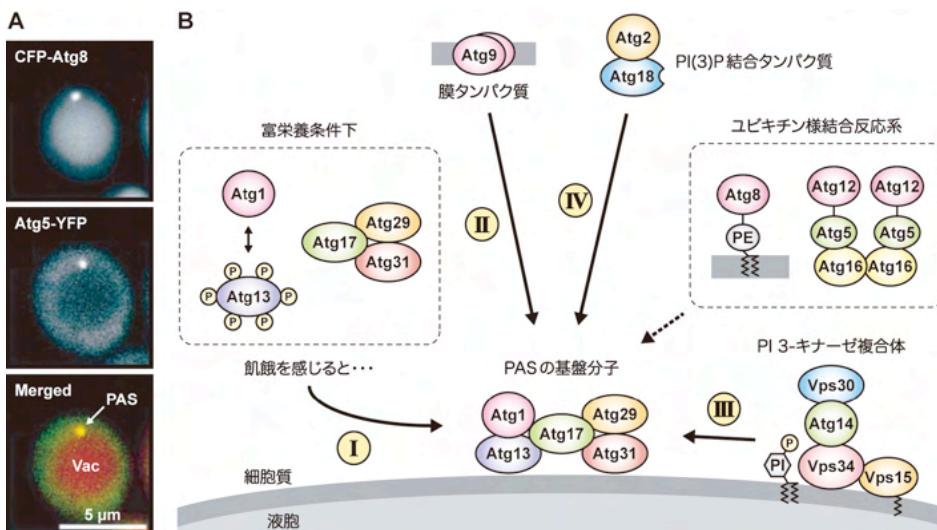 A
CFP-Atg8
Atg5-YFP
Merged
PAS
Vac
5 μm
B
Atg9
膜タンパク質
Atg2
Atg18
PI(3)P結合タンパク質
富栄養条件下
Atg1
P
P
P
P
P
P
Atg13
Atg17
Atg29
Atg31
II
IV
ユビキチン様結合反応系
Atg8
PE
Atg12
Atg12
Atg5
Atg5
Atg16
Atg16
飢餓を感じると・・・
I
PASの基盤分子
Atg1
Atg13
Atg17
Atg29
Atg31
III
PI 3-キナーゼ複合体
Vps30
Atg14
Vps34
Vps15
P
PI
細胞質
液胞